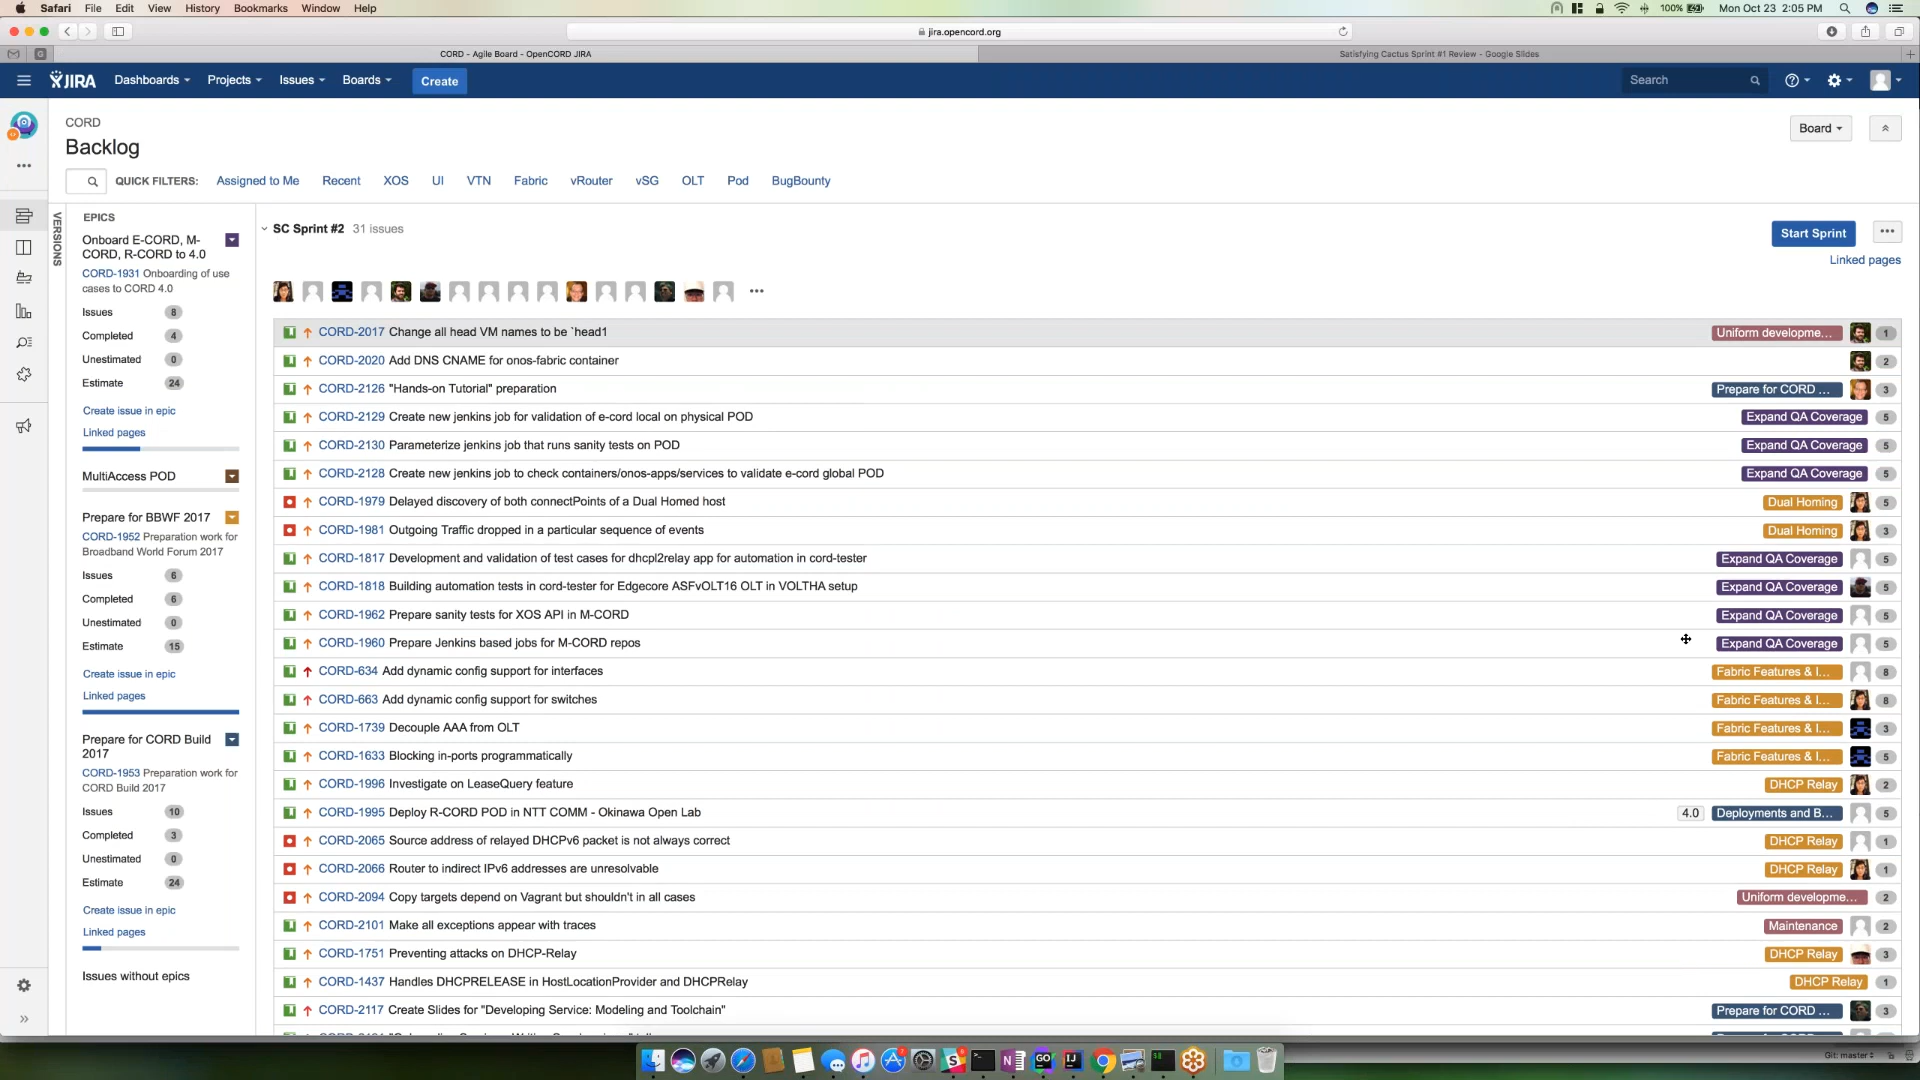 Safari File Edit View History Bookmarks Window Help
100% Mon Oct 23 2:05 PM
jira.opencord.org
CORD - Agile Board - OpenCORD JIRA
Satisfying Cactus Sprint #1 Review - Google Slides
JIRA Dashboards Projects Issues Boards Create Search
CORD
Backlog
Board
QUICK FILTERS: Assigned to Me Recent XOS UI VTN Fabric vRouter vSG OLT Pod BugBounty
VERSIONS
EPICS
Onboard E-CORD, M-
CORD, R-CORD to 4.0
CORD-1931 Onboarding of use
cases to CORD 4.0
Issues 8
Completed 4
Unestimated 0
Estimate 24
Create issue in epic
Linked pages
MultiAccess POD
Prepare for BBWF 2017
CORD-1952 Preparation work for
Broadband World Forum 2017
Issues 6
Completed 6
Unestimated 0
Estimate 15
Create issue in epic
Linked pages
Prepare for CORD Build
2017
CORD-1953 Preparation work for
CORD Build 2017
Issues 10
Completed 3
Unestimated 0
Estimate 24
Create issue in epic
Linked pages
Issues without epics
SC Sprint #2 31 issues
Start Sprint
Linked pages
CORD-2017 Change all head VM names to be `head1 Uniform developme... 1
CORD-2020 Add DNS CNAME for onos-fabric container 2
CORD-2126 "Hands-on Tutorial" preparation Prepare for CORD ... 3
CORD-2129 Create new jenkins job for validation of e-cord local on physical POD Expand QA Coverage 5
CORD-2130 Parameterize jenkins job that runs sanity tests on POD Expand QA Coverage 5
CORD-2128 Create new jenkins job to check containers/onos-apps/services to validate e-cord global POD Expand QA Coverage 5
CORD-1979 Delayed discovery of both connectPoints of a Dual Homed host Dual Homing 5
CORD-1981 Outgoing Traffic dropped in a particular sequence of events Dual Homing 3
CORD-1817 Development and validation of test cases for dhcpl2relay app for automation in cord-tester Expand QA Coverage 5
CORD-1818 Building automation tests in cord-tester for Edgecore ASFvOLT16 OLT in VOLTHA setup Expand QA Coverage 5
CORD-1962 Prepare sanity tests for XOS API in M-CORD Expand QA Coverage 5
CORD-1960 Prepare Jenkins based jobs for M-CORD repos Expand QA Coverage 5
CORD-634 Add dynamic config support for interfaces Fabric Features & I... 8
CORD-663 Add dynamic config support for switches Fabric Features & I... 8
CORD-1739 Decouple AAA from OLT Fabric Features & I... 3
CORD-1633 Blocking in-ports programmatically Fabric Features & I... 5
CORD-1996 Investigate on LeaseQuery feature DHCP Relay 2
CORD-1995 Deploy R-CORD POD in NTT COMM - Okinawa Open Lab 4.0 Deployments and B... 5
CORD-2065 Source address of relayed DHCPv6 packet is not always correct DHCP Relay 1
CORD-2066 Router to indirect IPv6 addresses are unresolvable DHCP Relay 1
CORD-2094 Copy targets depend on Vagrant but shouldn't in all cases Uniform developme... 2
CORD-2101 Make all exceptions appear with traces Maintenance 2
CORD-1751 Preventing attacks on DHCP-Relay DHCP Relay 3
CORD-1437 Handles DHCPRELEASE in HostLocationProvider and DHCPRelay DHCP Relay 1
CORD-2117 Create Slides for "Developing Service: Modeling and Toolchain" Prepare for CORD ... 3
Git: master